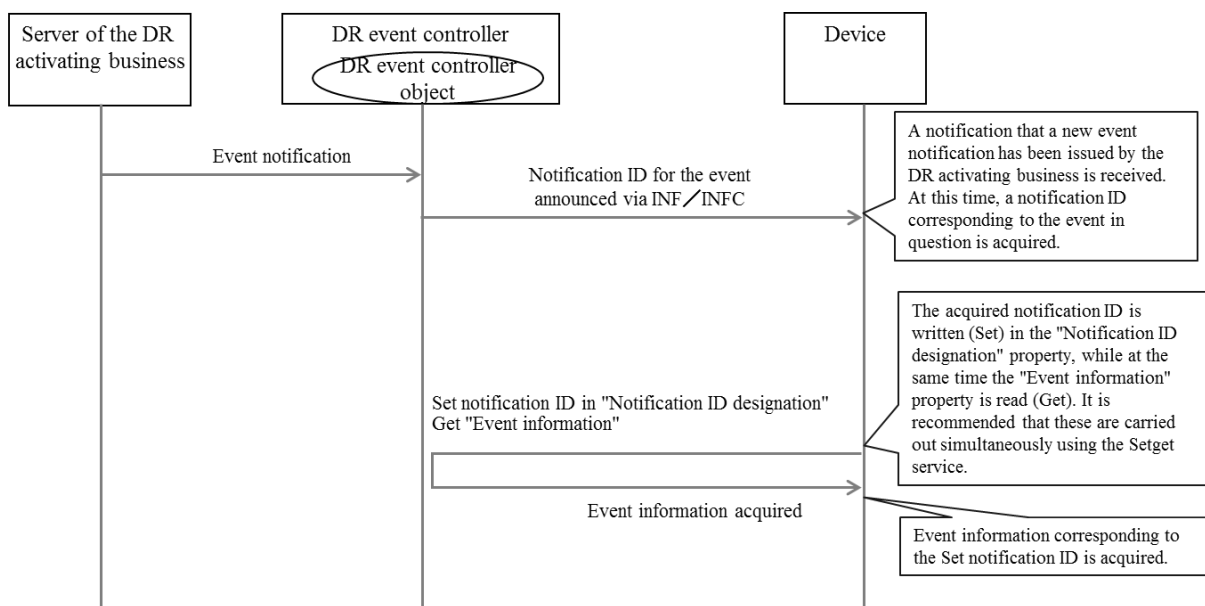 Server of the DR
activating business
DR event controller
DR event controller
object
Device
Event notification
Notification ID for the event
announced via INF／INFC
A notification that a new event
notification has been issued by the
DR activating business is received.
At this time, a notification ID
corresponding to the event in
question is acquired.
The acquired notification ID is
written (Set) in the "Notification ID
designation" property, while at the
same time the "Event information"
property is read (Get). It is
recommended that these are carried
out simultaneously using the Setget
service.
Set notification ID in "Notification ID designation"
Get "Event information"
Event information acquired
Event information corresponding to
the Set notification ID is acquired.